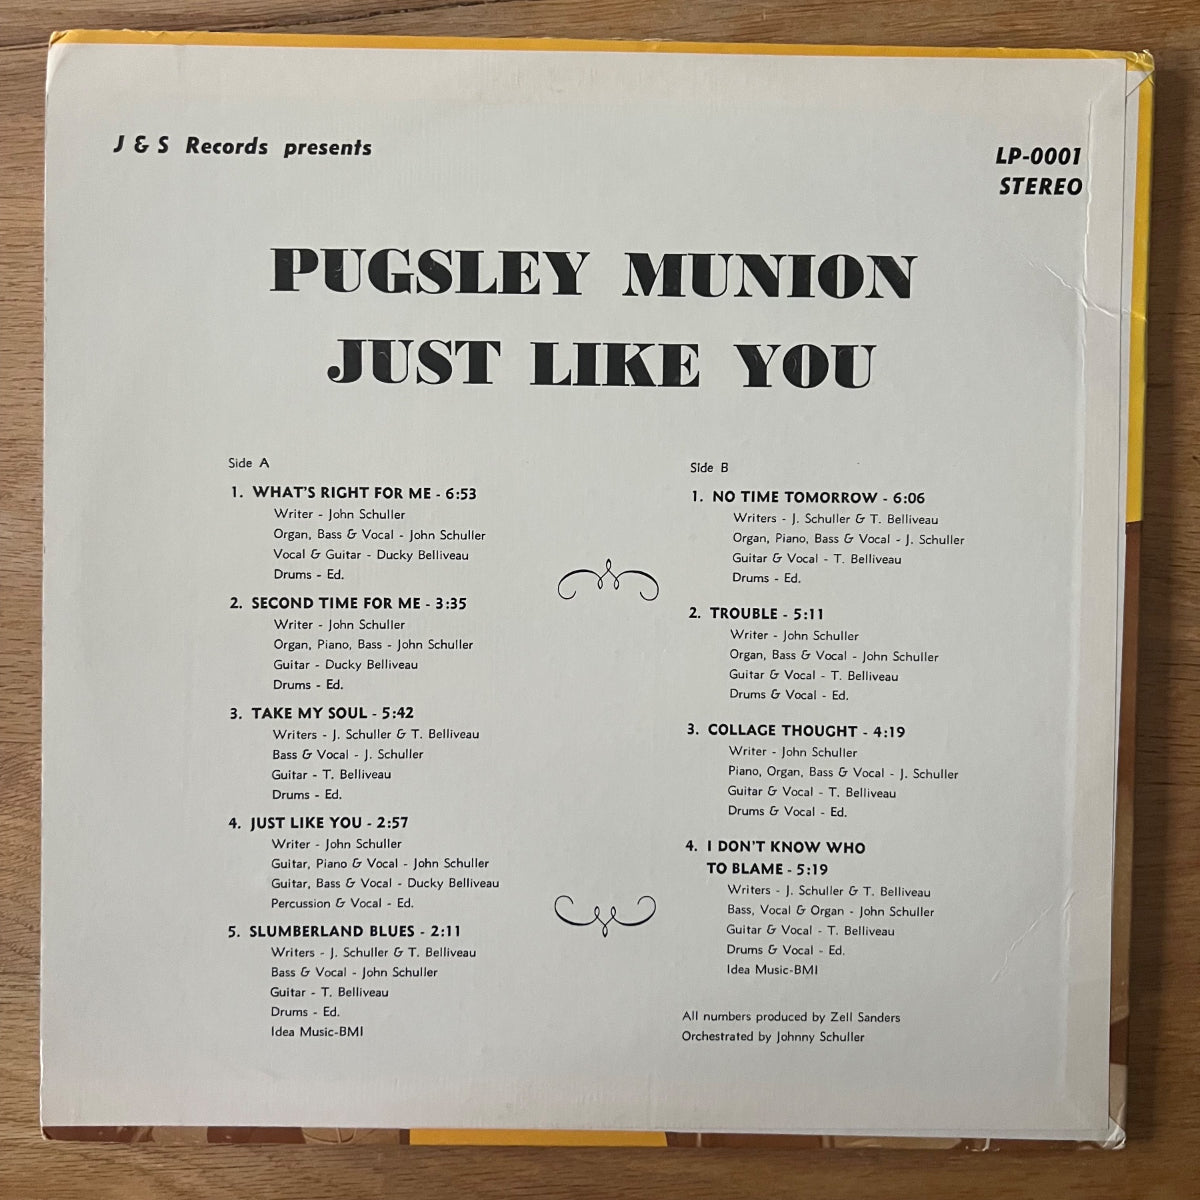 J & S Records presents
LP-0001
STEREO
PUGSLEY MUNION
JUST LIKE YOU
Side A
1. WHAT'S RIGHT FOR ME - 6:53
Writer - John Schuller
Organ, Bass & Vocal - John Schuller
Vocal & Guitar - Ducky Belliveau
Drums - Ed.
2. SECOND TIME FOR ME - 3:35
Writer - John Schuller
Organ, Piano, Bass - John Schuller
Guitar - Ducky Belliveau
Drums - Ed.
3. TAKE MY SOUL - 5:42
Writers - J. Schuller & T. Belliveau
Bass & Vocal - J. Schuller
Guitar - T. Belliveau
Drums - Ed.
4. JUST LIKE YOU - 2:57
Writer - John Schuller
Guitar, Piano & Vocal - John Schuller
Guitar, Bass & Vocal - Ducky Belliveau
Percussion & Vocal - Ed.
5. SLUMBERLAND BLUES - 2:11
Writers - J. Schuller & T. Belliveau
Bass & Vocal - John Schuller
Guitar - T. Belliveau
Drums - Ed.
Idea Music-BMI
Side B
1. NO TIME TOMORROW - 6:06
Writers - J. Schuller & T. Belliveau
Organ, Piano, Bass & Vocal - J. Schuller
Guitar & Vocal - T. Belliveau
Drums - Ed.
2. TROUBLE - 5:11
Writer - John Schuller
Organ, Bass & Vocal - John Schuller
Guitar & Vocal - T. Belliveau
Drums & Vocal - Ed.
3. COLLAGE THOUGHT - 4:19
Writer - John Schuller
Piano, Organ, Bass & Vocal - J. Schuller
Guitar & Vocal - T. Belliveau
Drums & Vocal - Ed.
4. I DON'T KNOW WHO
TO BLAME - 5:19
Writers - J. Schuller & T. Belliveau
Bass, Vocal & Organ - John Schuller
Guitar & Vocal - T. Belliveau
Drums & Vocal - Ed.
Idea Music-BMI
All numbers produced by Zell Sanders
Orchestrated by Johnny Schuller